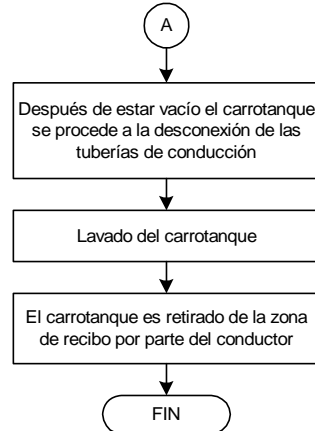 A
Después de estar vacío el carrotanque
se procede a la desconexión de las
tuberías de conducción
Lavado del carrotanque
El carrotanque es retirado de la zona
de recibo por parte del conductor
FIN